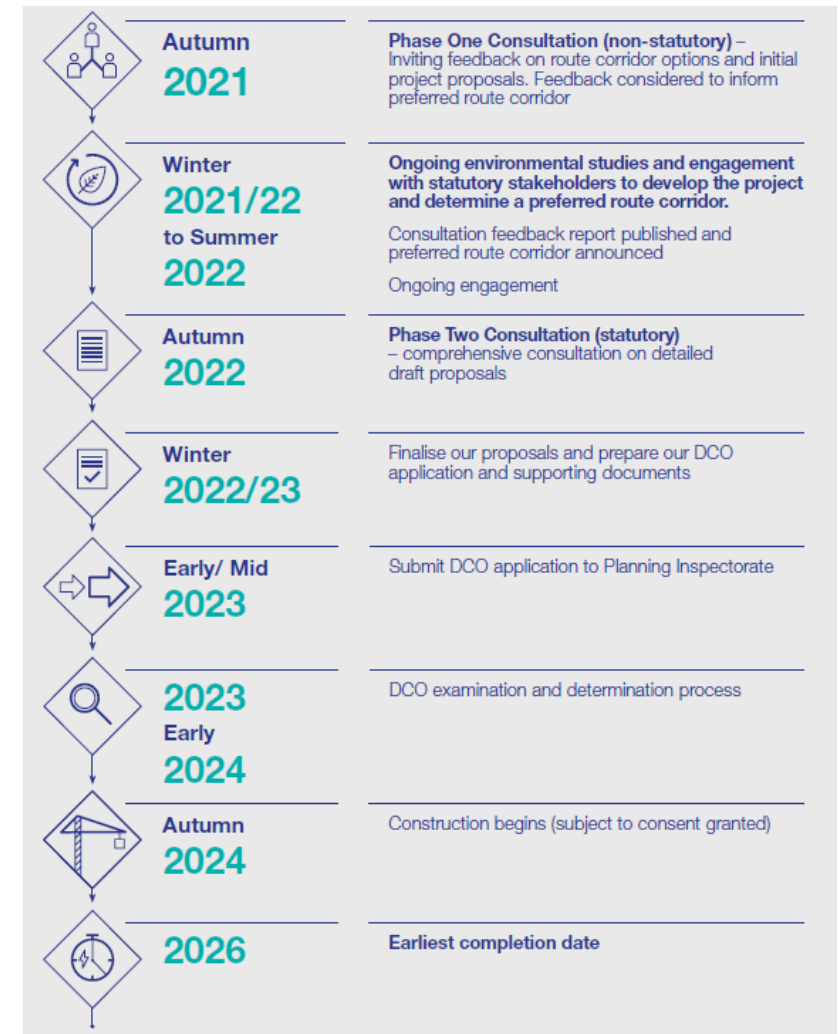 Autumn
2021
Phase One Consultation (non-statutory) –
Inviting feedback on route corridor options and initial
project proposals. Feedback considered to inform
preferred route corridor
Winter
2021/22
to Summer
2022
Ongoing environmental studies and engagement
with statutory stakeholders to develop the project
and determine a preferred route corridor.
Consultation feedback report published and
preferred route corridor announced
Ongoing engagement
Autumn
2022
Phase Two Consultation (statutory)
– comprehensive consultation on detailed
draft proposals
Winter
2022/23
Finalise our proposals and prepare our DCO
application and supporting documents
Early/ Mid
2023
Submit DCO application to Planning Inspectorate
2023
Early
2024
DCO examination and determination process
Autumn
2024
Construction begins (subject to consent granted)
2026
Earliest completion date